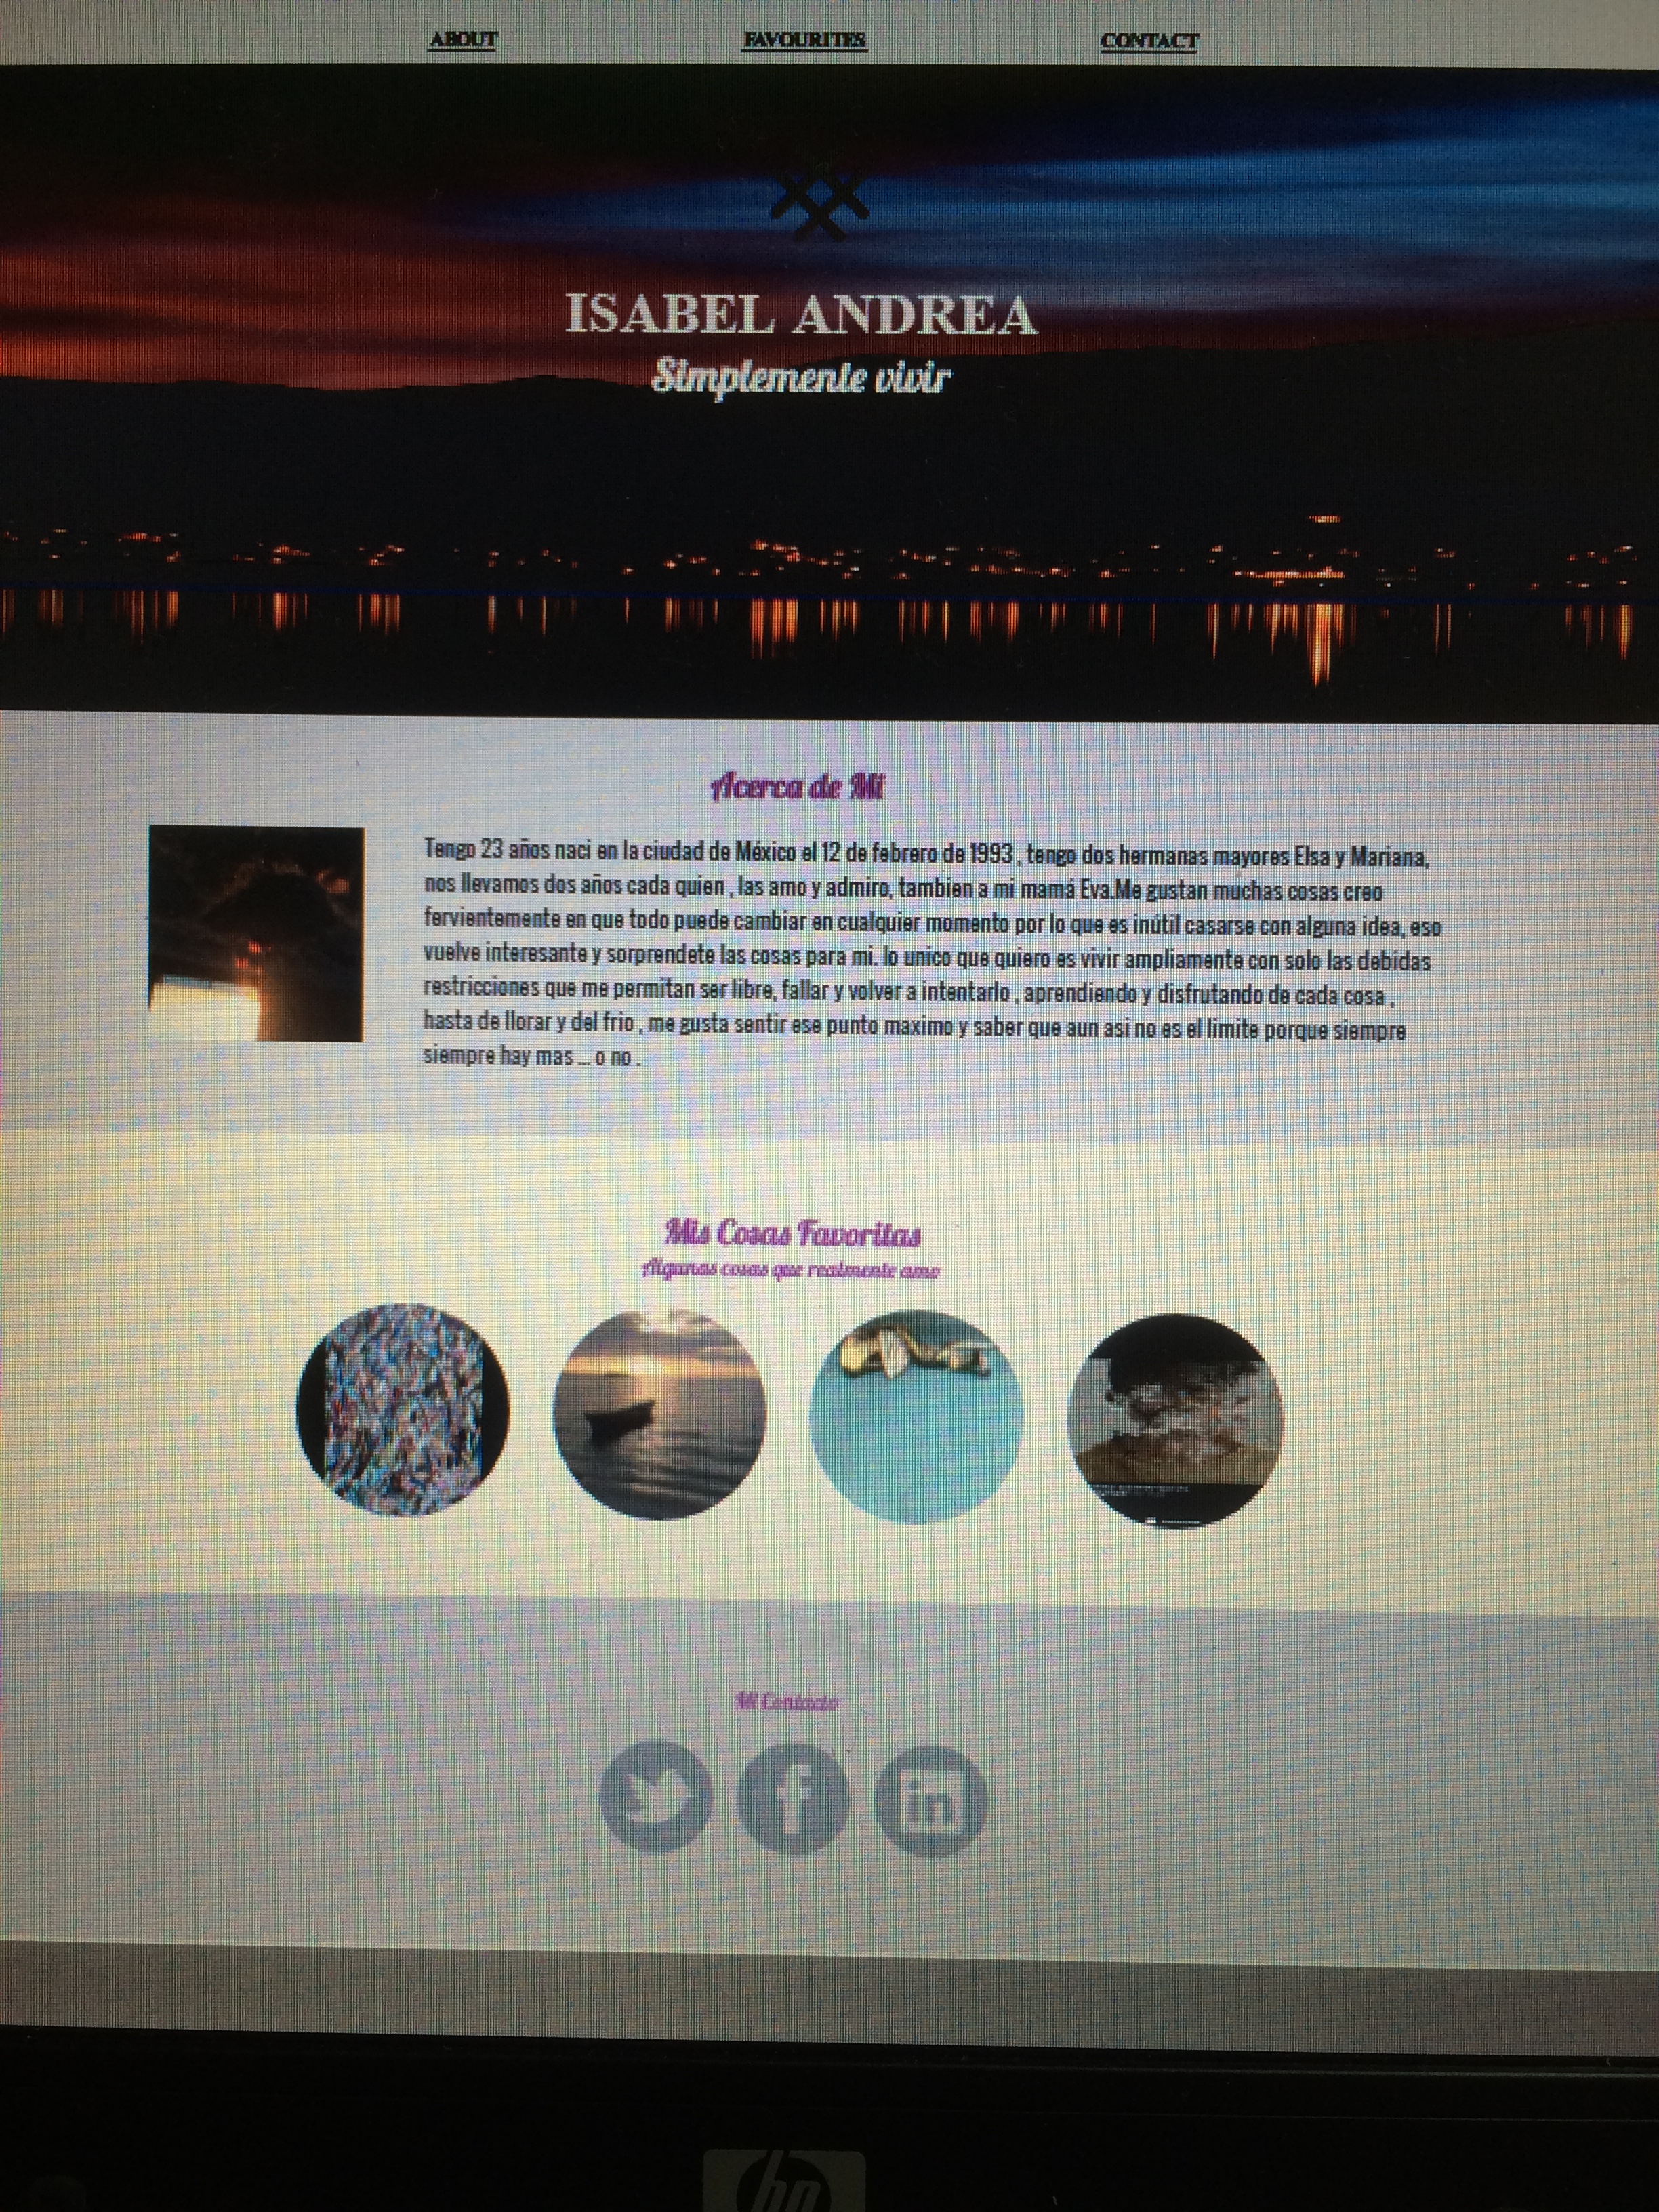 ABOUT FAVOURITES CONTACT
ISABEL ANDREA
Simplemente vivir
Acerca de Mi
Tengo 23 años naci en la ciudad de México el 12 de febrero de 1993 , tengo dos hermanas mayores Elsa y Mariana,
nos llevamos dos años cada quien , las amo y admiro, tambien a mi mamá Eva.Me gustan muchas cosas creo
fervientemente en que todo puede cambiar en cualquier momento por lo que es inútil casarse con alguna idea, eso
vuelve interesante y sorprendete las cosas para mi. lo unico que quiero es vivir ampliamente con solo las debidas
restricciones que me permitan ser libre, fallar y volver a intentarlo , aprendiendo y disfrutando de cada cosa ,
hasta de llorar y del frio , me gusta sentir ese punto maximo y saber que aun asi no es el limite porque siempre
siempre hay mas ... o no .
Mis Cosas Favoritas
Algunas cosas que realmente amo
Mi Contacto
f in
hp